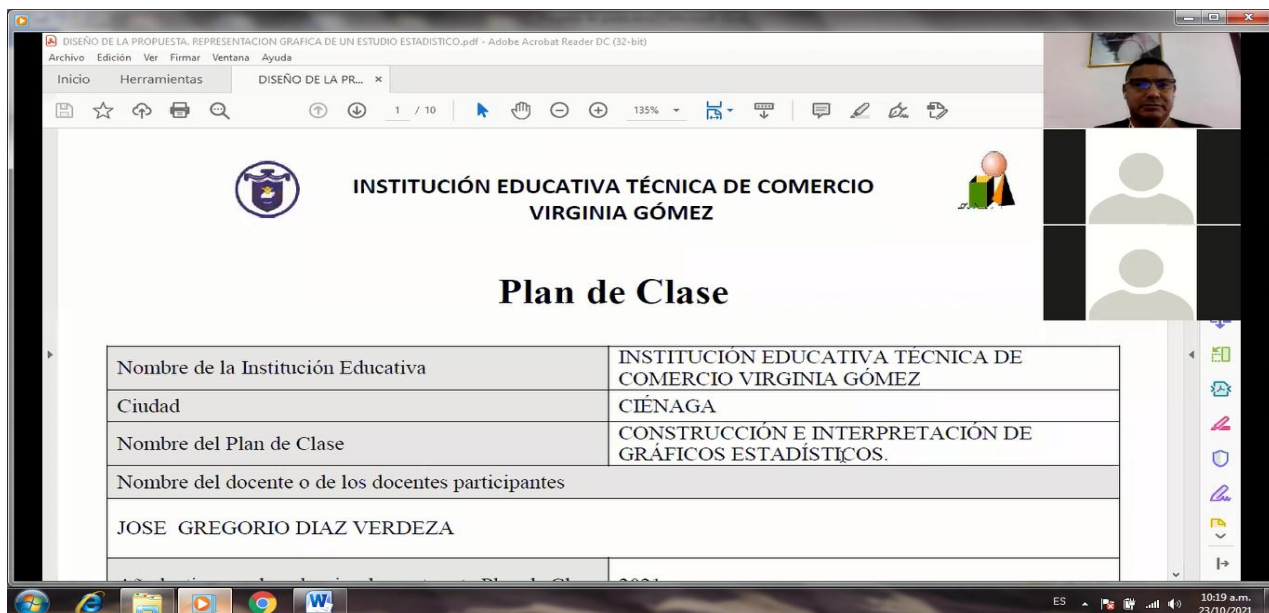 DISEÑO DE LA PROPUESTA. REPRESENTACION GRAFICA DE UN ESTUDIO ESTADISTICO.pdf - Adobe Acrobat Reader DC (32-bit)
Archivo Edición Ver Firmar Ventana Ayuda
Inicio Herramientas DISEÑO DE LA PR... ×
1 / 10 135%
INSTITUCIÓN EDUCATIVA TÉCNICA DE COMERCIO
VIRGINIA GÓMEZ
Plan de Clase
Nombre de la Institución Educativa
INSTITUCIÓN EDUCATIVA TÉCNICA DE
COMERCIO VIRGINIA GÓMEZ
Ciudad
CIÉNAGA
Nombre del Plan de Clase
CONSTRUCCIÓN E INTERPRETACIÓN DE
GRÁFICOS ESTADÍSTICOS.
Nombre del docente o de los docentes participantes
JOSE GREGORIO DIAZ VERDEZA
2021
ES
10:19 a.m.
23/10/2021